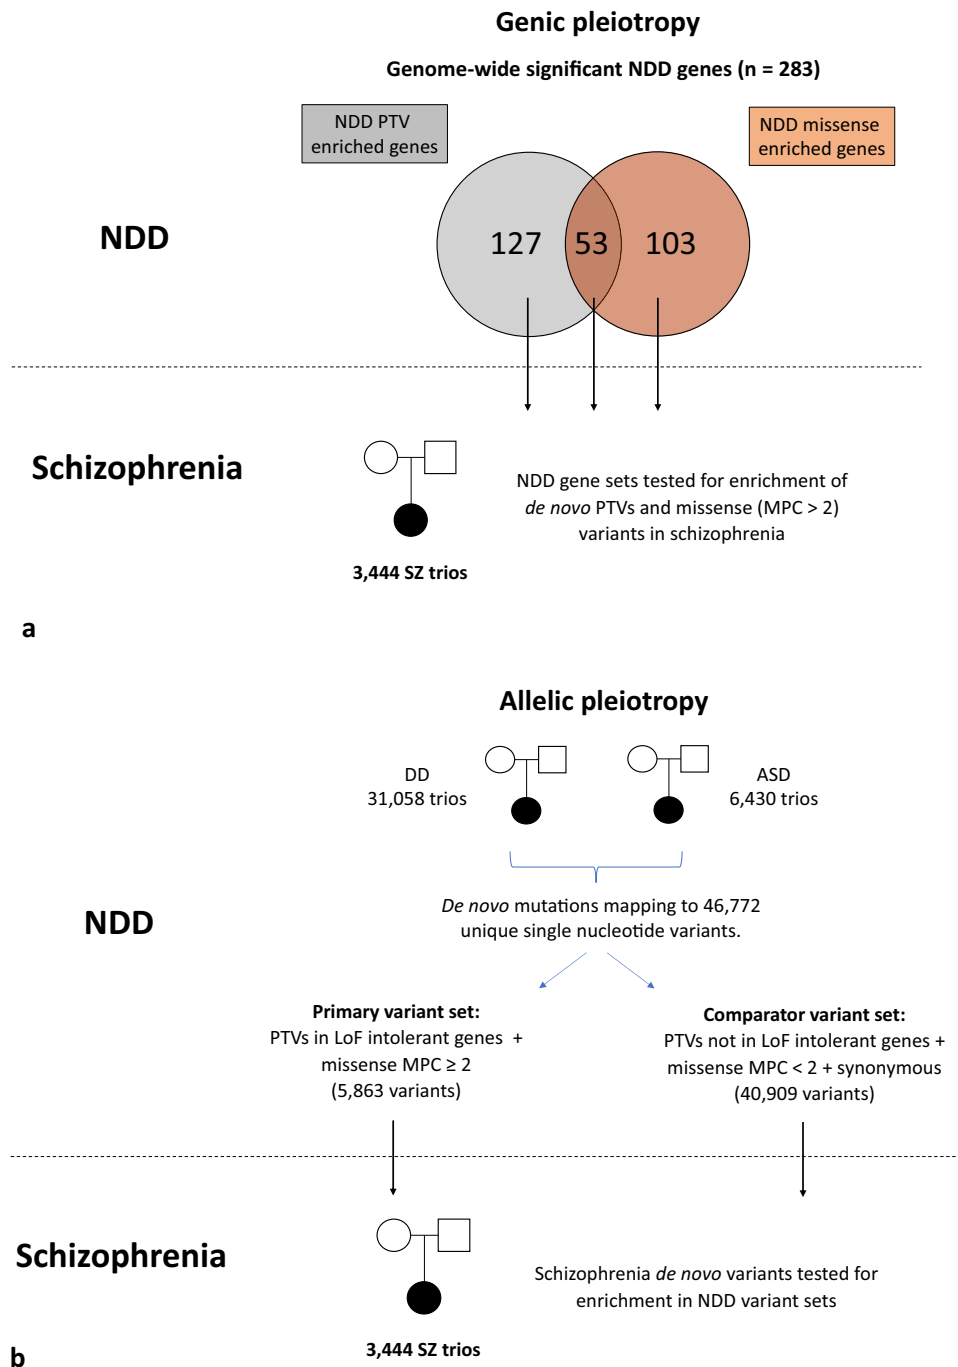 Genic pleiotropy
Genome-wide significant NDD genes (n = 283)
NDD PTV
enriched genes
NDD missense
enriched genes
NDD
127
53
103
Schizophrenia
NDD gene sets tested for enrichment of
de novo PTVs and missense (MPC > 2)
variants in schizophrenia
3,444 SZ trios
a
Allelic pleiotropy
DD
31,058 trios
ASD
6,430 trios
NDD
De novo mutations mapping to 46,772
unique single nucleotide variants.
Primary variant set:
PTVs in LoF intolerant genes +
missense MPC ≥ 2
(5,863 variants)
Comparator variant set:
PTVs not in LoF intolerant genes +
missense MPC < 2 + synonymous
(40,909 variants)
Schizophrenia
Schizophrenia de novo variants tested for
enrichment in NDD variant sets
3,444 SZ trios
b